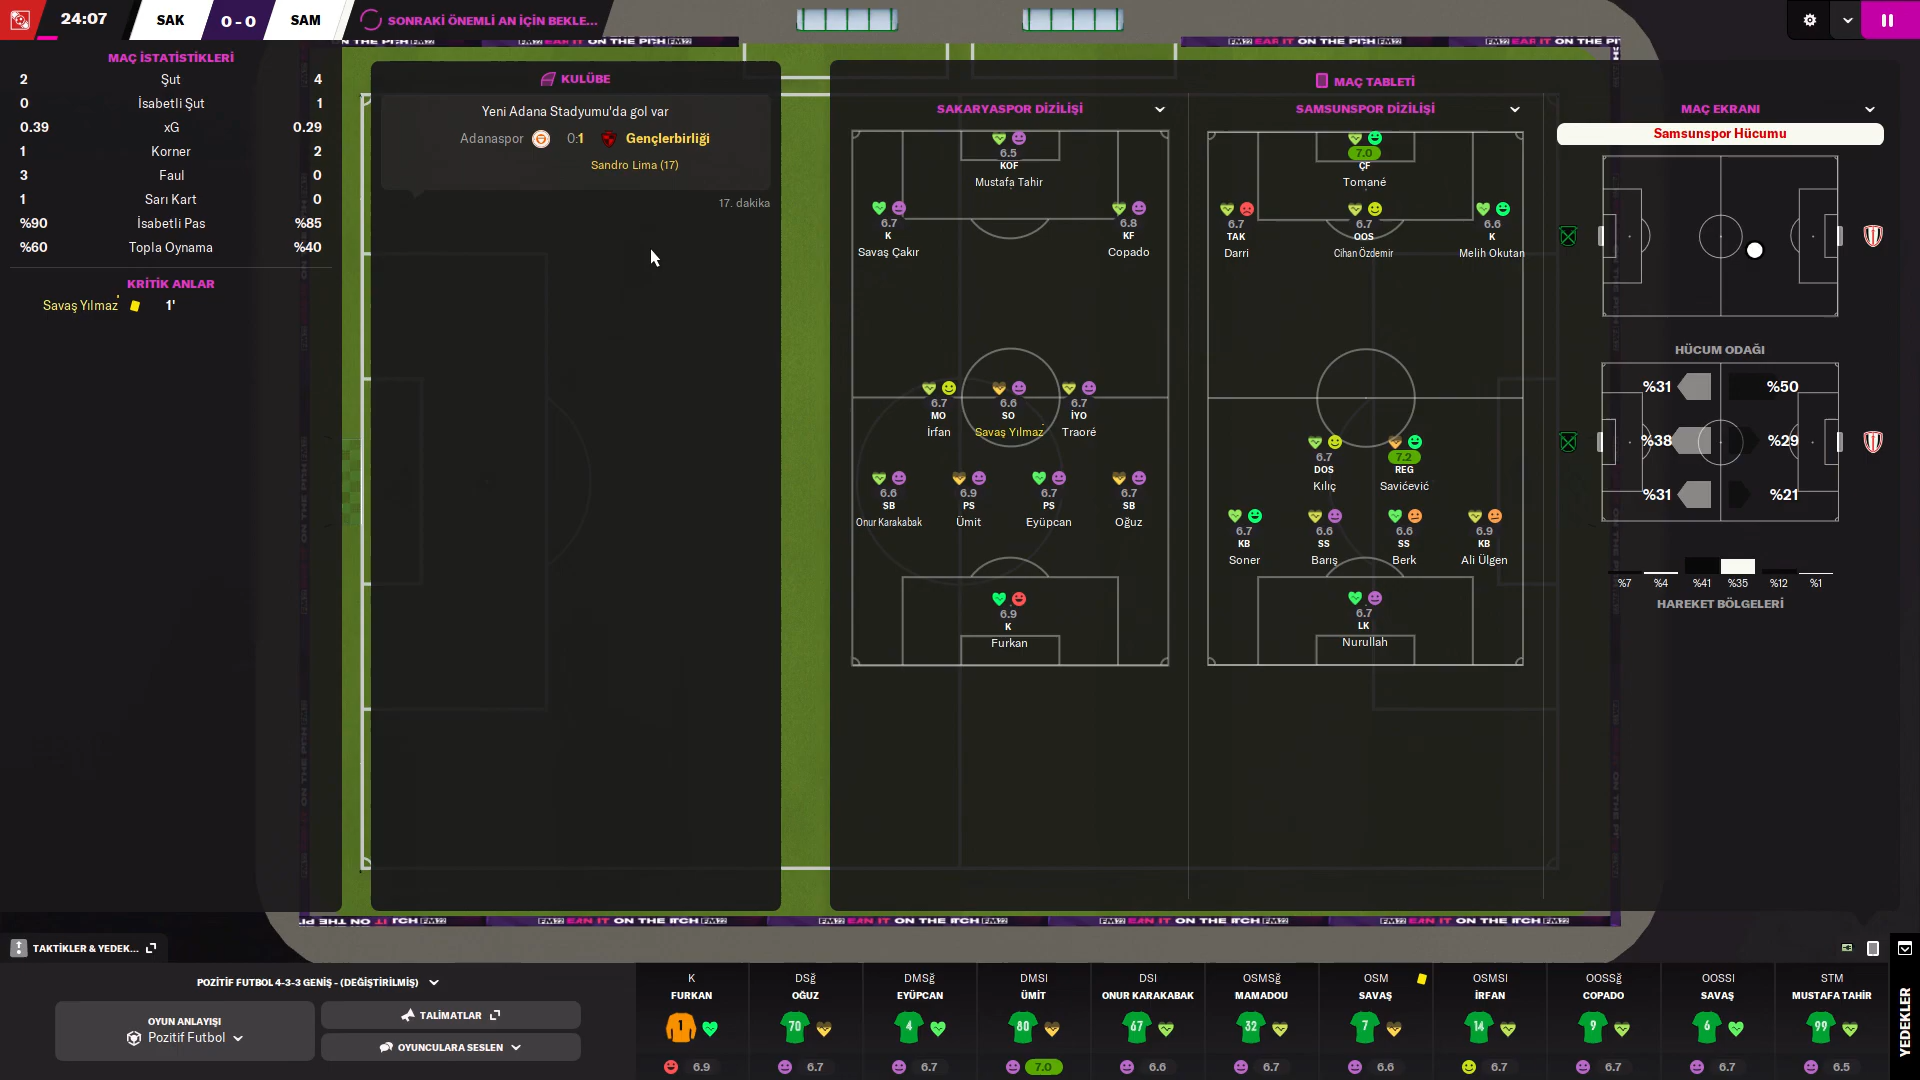 24:07
SAK
0 - 0
SAM
SONRAKİ ÖNEMLİ AN İÇİN BEKLE...
MAÇ İSTATİSTİKLERİ
2 Şut 4
0 İsabetli Şut 1
0.39 xG 0.29
1 Korner 2
3 Faul 0
1 Sarı Kart 0
%90 İsabetli Pas %85
%60 Topla Oynama %40
KRİTİK ANLAR
Savaş Yılmaz 1'
KULÜBE
Yeni Adana Stadyumu'da gol var
Adanaspor 0:1 Gençlerbirliği
Sandro Lima (17)
17. dakika
MAÇ TABLETİ
SAKARYASPOR DİZİLİŞİ
6.5
KOF
Mustafa Tahir
6.7 6.8
K KF
Savaş Çakır Copado
6.7 6.6 6.7
MO SO İYO
İrfan Savaş Yılmaz Traoré
6.6 6.9 6.7 6.7
SB PS PS SB
Onur Karakabak Ümit Eyüpcan Oğuz
6.9
K
Furkan
SAMSUNSPOR DİZİLİŞİ
7.0
ÇF
Tomané
6.7 6.7 6.6
TAK OOS K
Darri Cihan Özdemir Melih Okutan
6.7 7.2
DOS REG
Kılıç Savićević
6.7 6.6 6.6 6.9
KB SS SS KB
Soner Barış Berk Ali Ülgen
6.7
LK
Nurullah
MAÇ EKRANI
Samsunspor Hücumu
HÜCUM ODAĞI
%31 %50
%38 %29
%31 %21
%7 %4 %41 %35 %12 %1
HAREKET BÖLGELERİ
FM22 EARN IT ON THE PITCH FM22
TAKTİKLER & YEDEK...
POZİTİF FUTBOL 4-3-3 GENİŞ - (DEĞİŞTİRİLMİŞ)
OYUN ANLAYIŞI
Pozitif Futbol
TALİMATLAR
OYUNCULARA SESLEN
K DSğ DMSğ DMSl DSl OSMSğ OSM OSMSl OOSSğ OOSSl STM
FURKAN OĞUZ EYÜPCAN ÜMİT ONUR KARAKABAK MAMADOU SAVAŞ İRFAN COPADO SAVAŞ MUSTAFA TAHİR
1 70 4 80 67 32 7 14 9 6 99
6.9 6.7 6.7 7.0 6.6 6.7 6.6 6.7 6.7 6.7 6.5
YEDEKLER